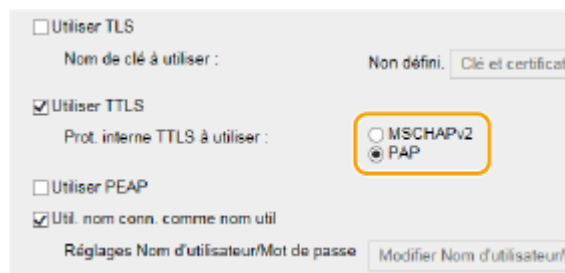 Utiliser TLS
Nom de clé à utiliser :
Non défini. Clé et certificat
Utiliser TTLS
Prot. interne TTLS à utiliser :
MSCHAPv2
PAP
Utiliser PEAP
Util. nom conn. comme nom util
Réglages Nom d'utilisateur/Mot de passe
Modifier Nom d'utilisateur/